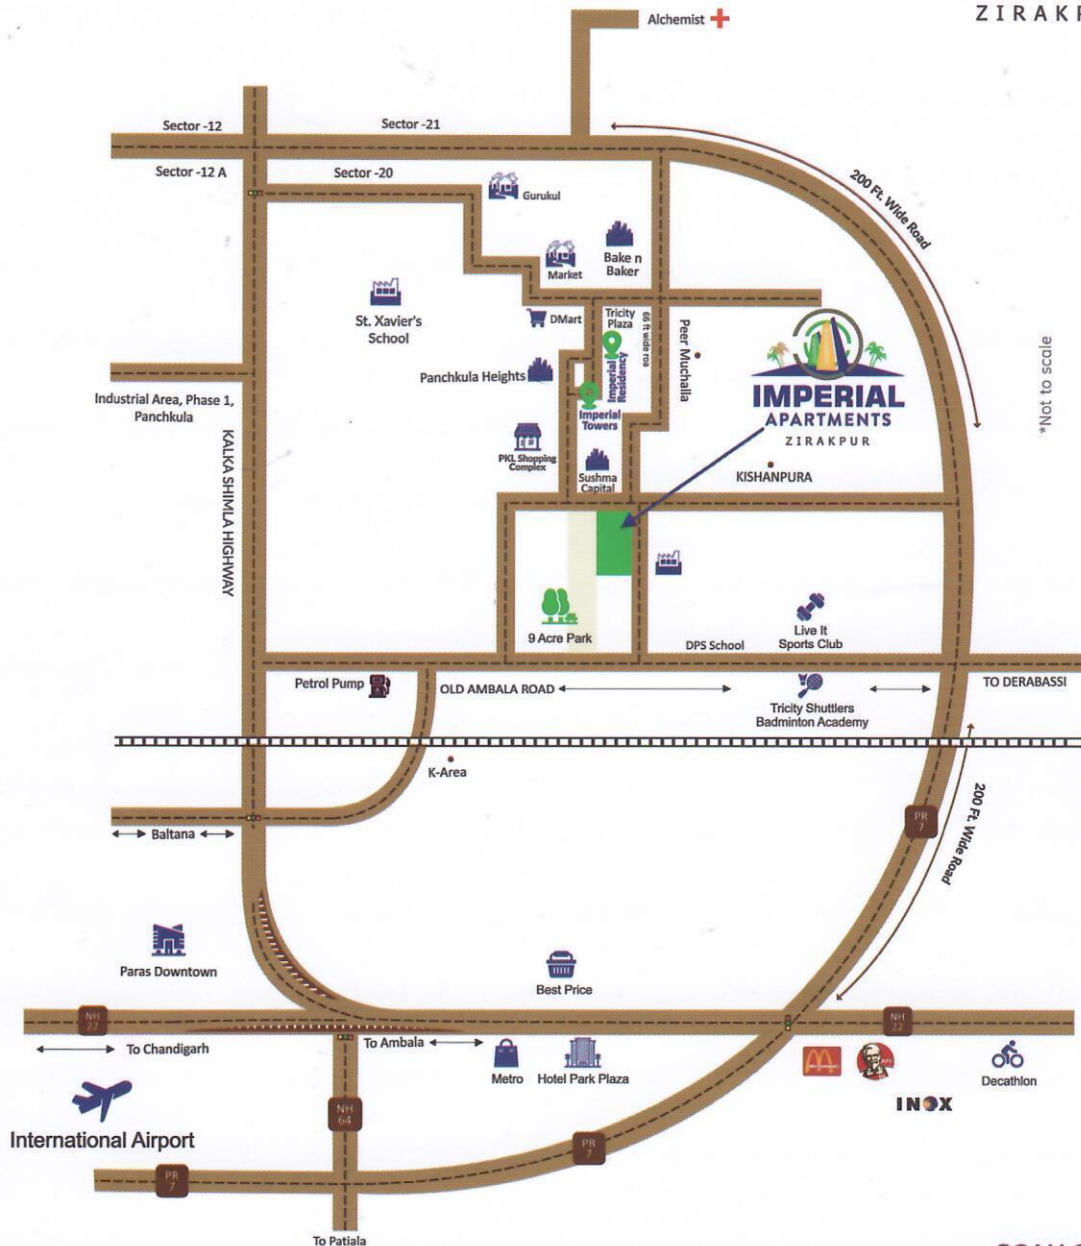 ZIRAKP
Alchemist
Sector -12
Sector -21
Sector -12 A
Sector -20
Gurukul
200 Ft. Wide Road
Bake n
Baker
Market
St. Xavier's
School
DMart
Tricity
Plaza
66 ft wide roa
Peer Muchalla
Imperial
Residency
Panchkula Heights
Imperial
Towers
Industrial Area, Phase 1,
Panchkula
IMPERIAL
APARTMENTS
ZIRAKPUR
*Not to scale
KALKA SHIMLA HIGHWAY
PKL Shopping
Complex
Sushma
Capital
KISHANPURA
9 Acre Park
DPS School
Live It
Sports Club
Petrol Pump
OLD AMBALA ROAD
TO DERABASSI
Tricity Shuttlers
Badminton Academy
K-Area
Baltana
PR
7
200 Ft. Wide Road
Paras Downtown
Best Price
NH
22
NH
22
To Chandigarh
To Ambala
Metro
Hotel Park Plaza
Decathlon
INOX
International Airport
NH
64
PR
7
PR
7
To Patiala